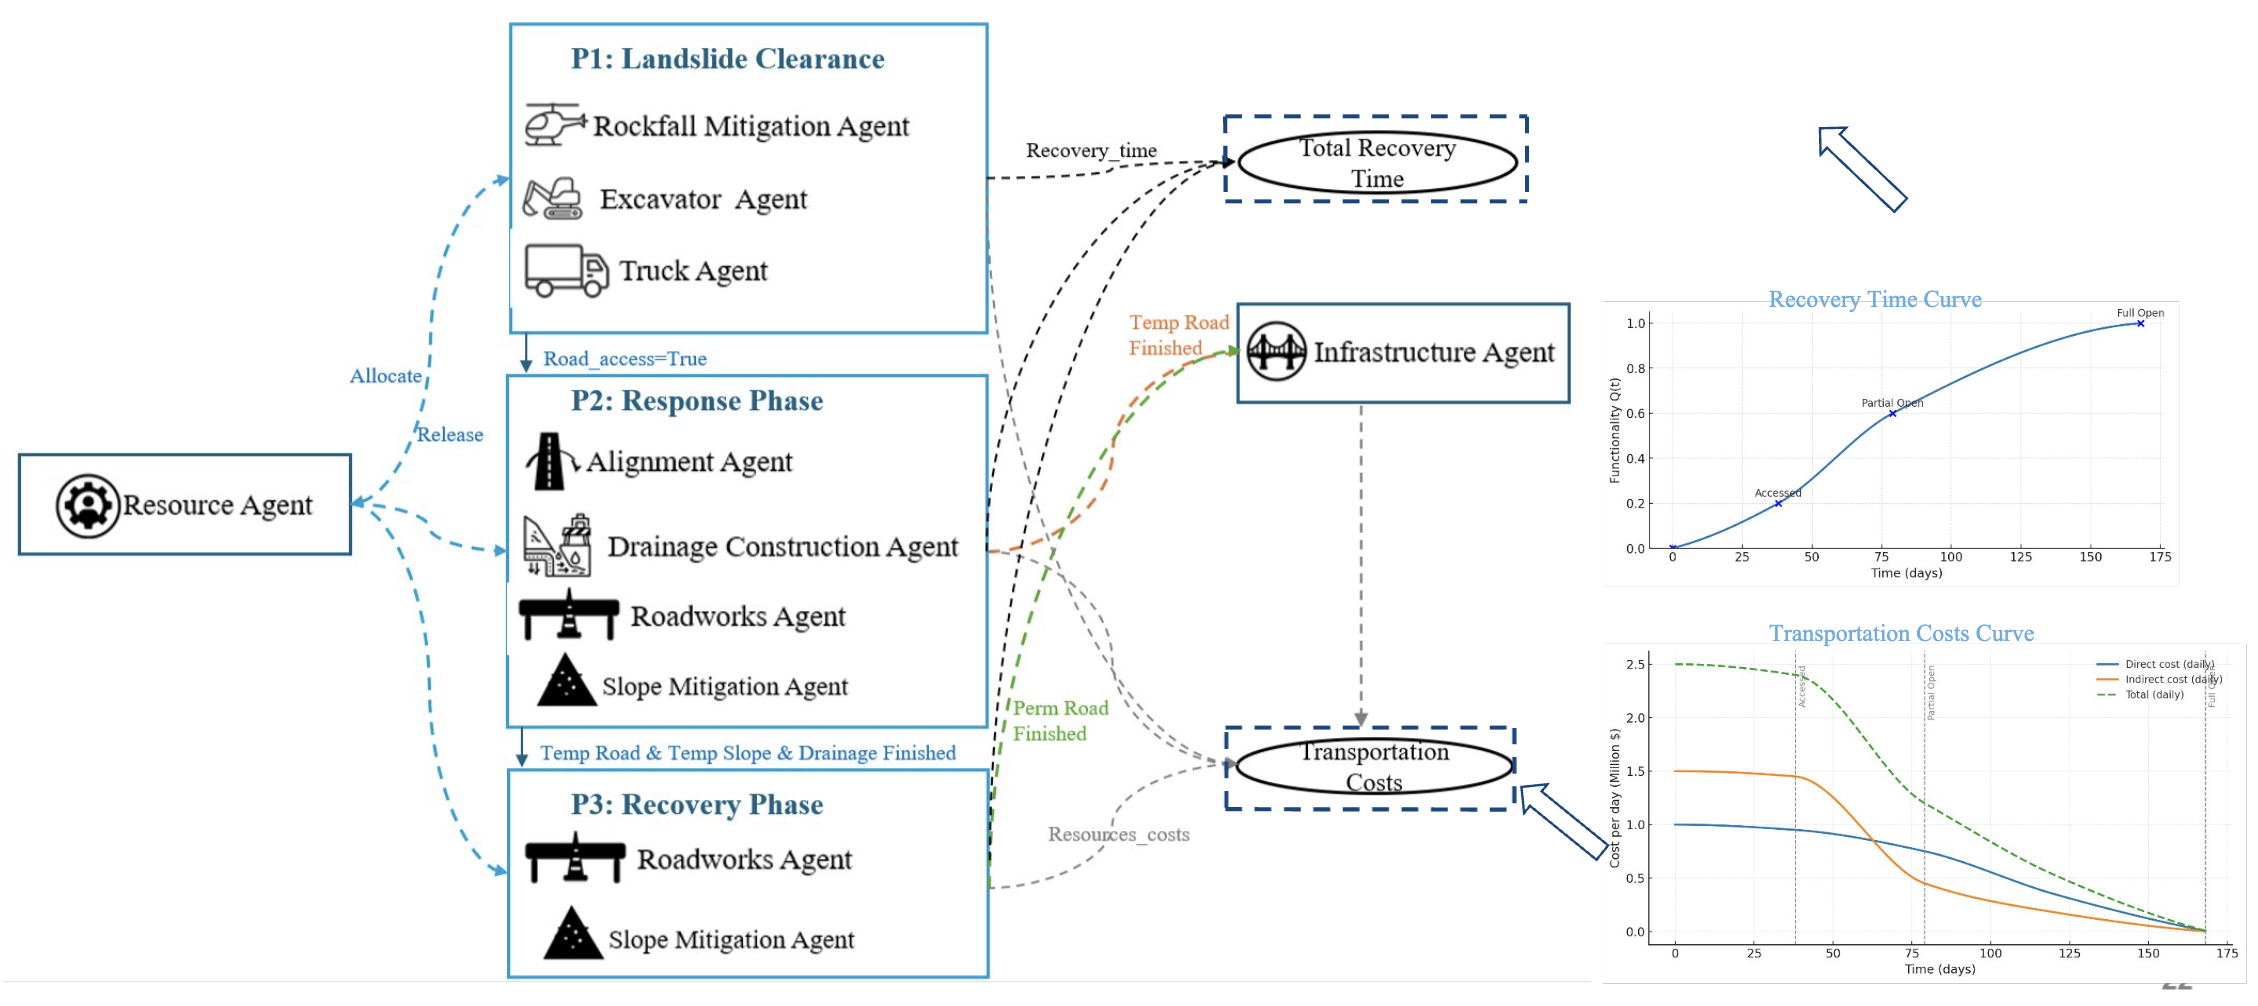 P1: Landslide Clearance
Rockfall Mitigation Agent
Excavator Agent
Truck Agent
Road_access=True
Allocate
Release
Resource Agent
P2: Response Phase
Alignment Agent
Drainage Construction Agent
Roadworks Agent
Slope Mitigation Agent
Temp Road & Temp Slope & Drainage Finished
P3: Recovery Phase
Roadworks Agent
Slope Mitigation Agent
Recovery_time
Total Recovery
Time
Temp Road
Finished
Infrastructure Agent
Perm Road
Finished
Transportation
Costs
Resources_costs
Recovery Time Curve
Full Open
Partial Open
Accessed
Functionality Q(t)
1.0
0.8
0.6
0.4
0.2
0.0
0 25 50 75 100 125 150 175
Time (days)
Transportation Costs Curve
Direct cost (daily)
Indirect cost (daily)
Total (daily)
Accessed
Partial Open
Full Open
Cost per day (Million $)
2.5
2.0
1.5
1.0
0.5
0.0
0 25 50 75 100 125 150 175
Time (days)